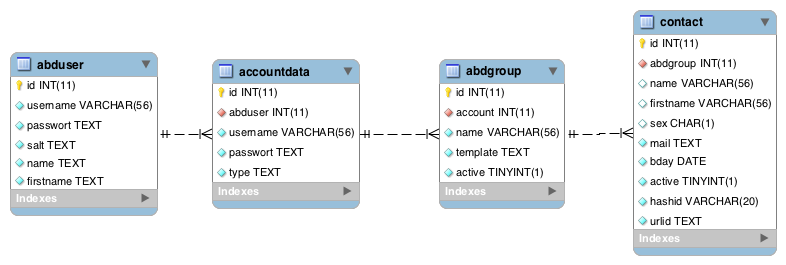 abduser
id INT(11)
username VARCHAR(56)
passwort TEXT
salt TEXT
name TEXT
firstname TEXT
Indexes
accountdata
id INT(11)
abduser INT(11)
username VARCHAR(56)
passwort TEXT
type TEXT
Indexes
abdgroup
id INT(11)
account INT(11)
name VARCHAR(56)
template TEXT
active TINYINT(1)
Indexes
contact
id INT(11)
abdgroup INT(11)
name VARCHAR(56)
firstname VARCHAR(56)
sex CHAR(1)
mail TEXT
bday DATE
active TINYINT(1)
hashid VARCHAR(20)
urlid TEXT
Indexes